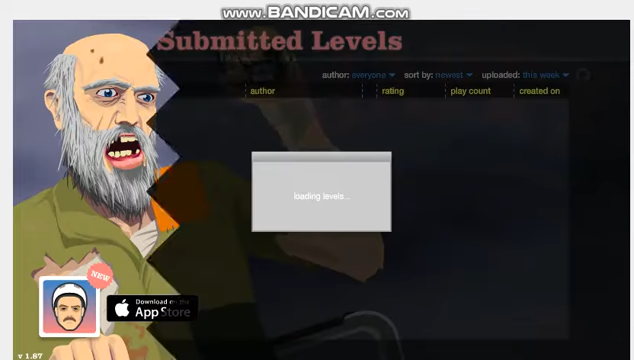 www.BANDICAM.com
Submitted Levels
author: everyone sort by: newest uploaded: this week
author rating play count created on
loading levels...
NEW
Download on the
App Store
v 1.87